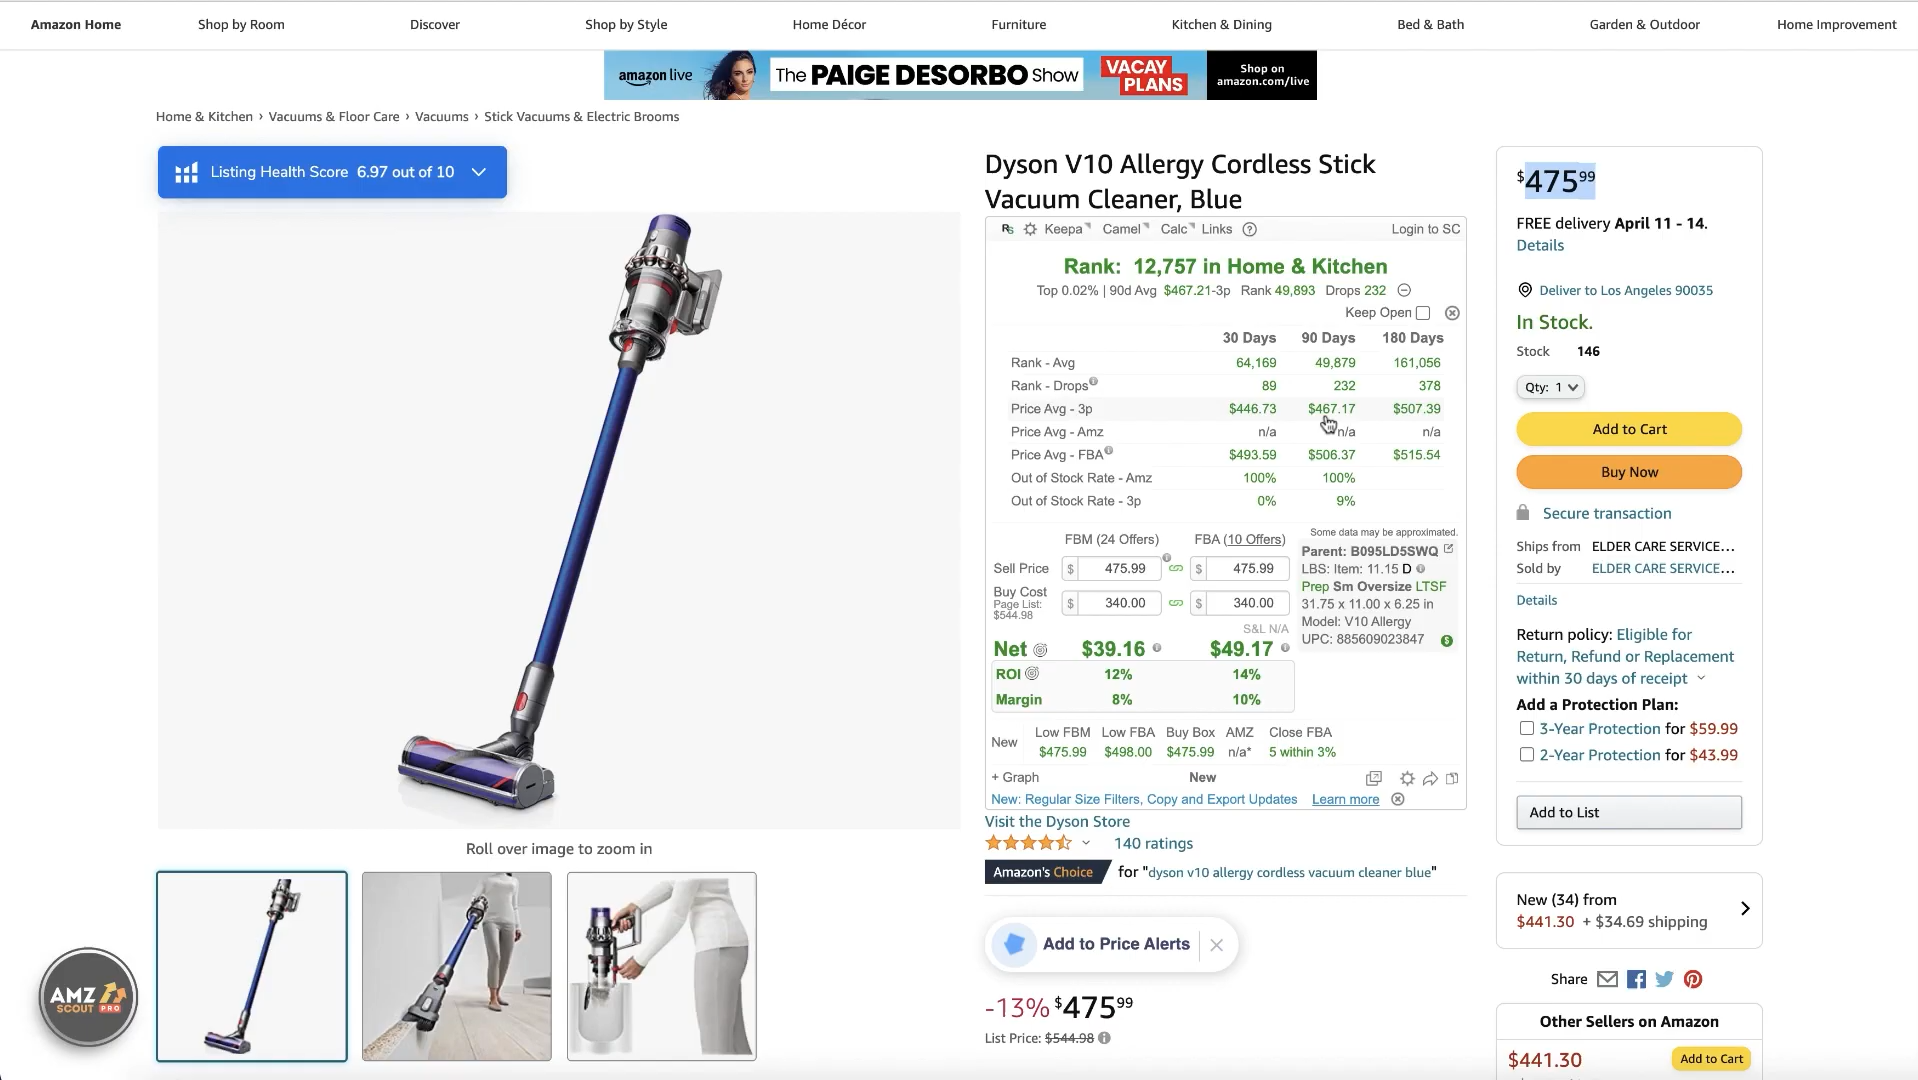 Amazon Home Shop by Room Discover Shop by Style Home Décor Furniture Kitchen & Dining Bed & Bath Garden & Outdoor Home Improvement
amazon live The PAIGE DESORBO Show VACAY PLANS Shop on amazon.com/live
Home & Kitchen › Vacuums & Floor Care › Vacuums › Stick Vacuums & Electric Brooms
Listing Health Score 6.97 out of 10
Roll over image to zoom in
AMZ
SCOUT PRO
Dyson V10 Allergy Cordless Stick
Vacuum Cleaner, Blue
RS Keepa Camel Calc Links ? Login to SC
Rank: 12,757 in Home & Kitchen
Top 0.02% | 90d Avg $467.21-3p Rank 49,893 Drops 232
Keep Open
30 Days 90 Days 180 Days
Rank - Avg 64,169 49,879 161,056
Rank - Drops 89 232 378
Price Avg - 3p $446.73 $467.17 $507.39
Price Avg - Amz n/a n/a n/a
Price Avg - FBA $493.59 $506.37 $515.54
Out of Stock Rate - Amz 100% 100%
Out of Stock Rate - 3p 0% 9%
Some data may be approximated.
FBM (24 Offers) FBA (10 Offers)
Sell Price $ 475.99 $ 475.99
Buy Cost $ 340.00 $ 340.00
Page List:
$544.98
S&L N/A
Net $39.16 $49.17
ROI 12% 14%
Margin 8% 10%
Parent: B095LD5SWQ
LBS: Item: 11.15 D
Prep Sm Oversize LTSF
31.75 x 11.00 x 6.25 in
Model: V10 Allergy
UPC: 885609023847 $
Low FBM Low FBA Buy Box AMZ Close FBA
New $475.99 $498.00 $475.99 n/a* 5 within 3%
+ Graph New
New: Regular Size Filters, Copy and Export Updates Learn more
Visit the Dyson Store
140 ratings
Amazon's Choice for "dyson v10 allergy cordless vacuum cleaner blue"
Add to Price Alerts
-13% $475 99
List Price: $544.98
$475 99
FREE delivery April 11 - 14.
Details
Deliver to Los Angeles 90035
In Stock.
Stock 146
Qty: 1
Add to Cart
Buy Now
Secure transaction
Ships from ELDER CARE SERVICE...
Sold by ELDER CARE SERVICE...
Details
Return policy: Eligible for
Return, Refund or Replacement
within 30 days of receipt
Add a Protection Plan:
3-Year Protection for $59.99
2-Year Protection for $43.99
Add to List
New (34) from
$441.30 + $34.69 shipping
Share
Other Sellers on Amazon
$441.30 Add to Cart